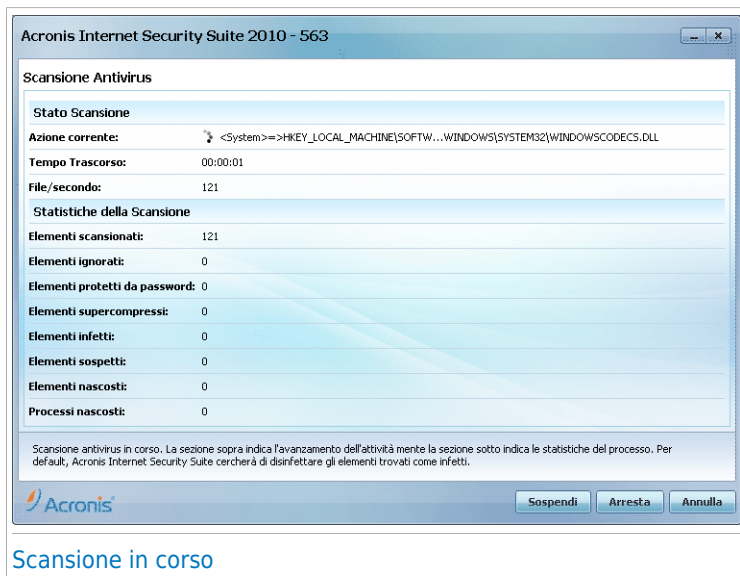 Acronis Internet Security Suite 2010 - 563
Scansione Antivirus
Stato Scansione
Azione corrente: <System>=>HKEY_LOCAL_MACHINE\SOFTW...WINDOWS\SYSTEM32\WINDOWSCODECS.DLL
Tempo Trascorso: 00:00:01
File/secondo: 121
Statistiche della Scansione
Elementi scansionati: 121
Elementi ignorati: 0
Elementi protetti da password: 0
Elementi supercompressi: 0
Elementi infetti: 0
Elementi sospetti: 0
Elementi nascosti: 0
Processi nascosti: 0
Scansione antivirus in corso. La sezione sopra indica l'avanzamento dell'attività mente la sezione sotto indica le statistiche del processo. Per
default, Acronis Internet Security Suite cercherà di disinfettare gli elementi trovati come infetti.
Acronis
Sospendi Arresta Annulla
Scansione in corso